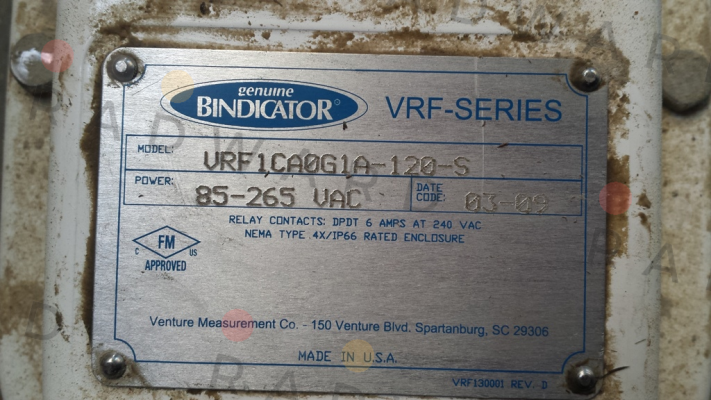 genuine
BINDICATOR®
VRF-SERIES
MODEL: VRF1CA0G1A-120-S
POWER: 85-265 VAC DATE CODE: 03-09
RELAY CONTACTS: DPDT 6 AMPS AT 240 VAC
NEMA TYPE 4X/IP66 RATED ENCLOSURE
C FM US
APPROVED
Venture Measurement Co. - 150 Venture Blvd. Spartanburg, SC 29306
MADE IN U.S.A.
VRF130001 REV. D